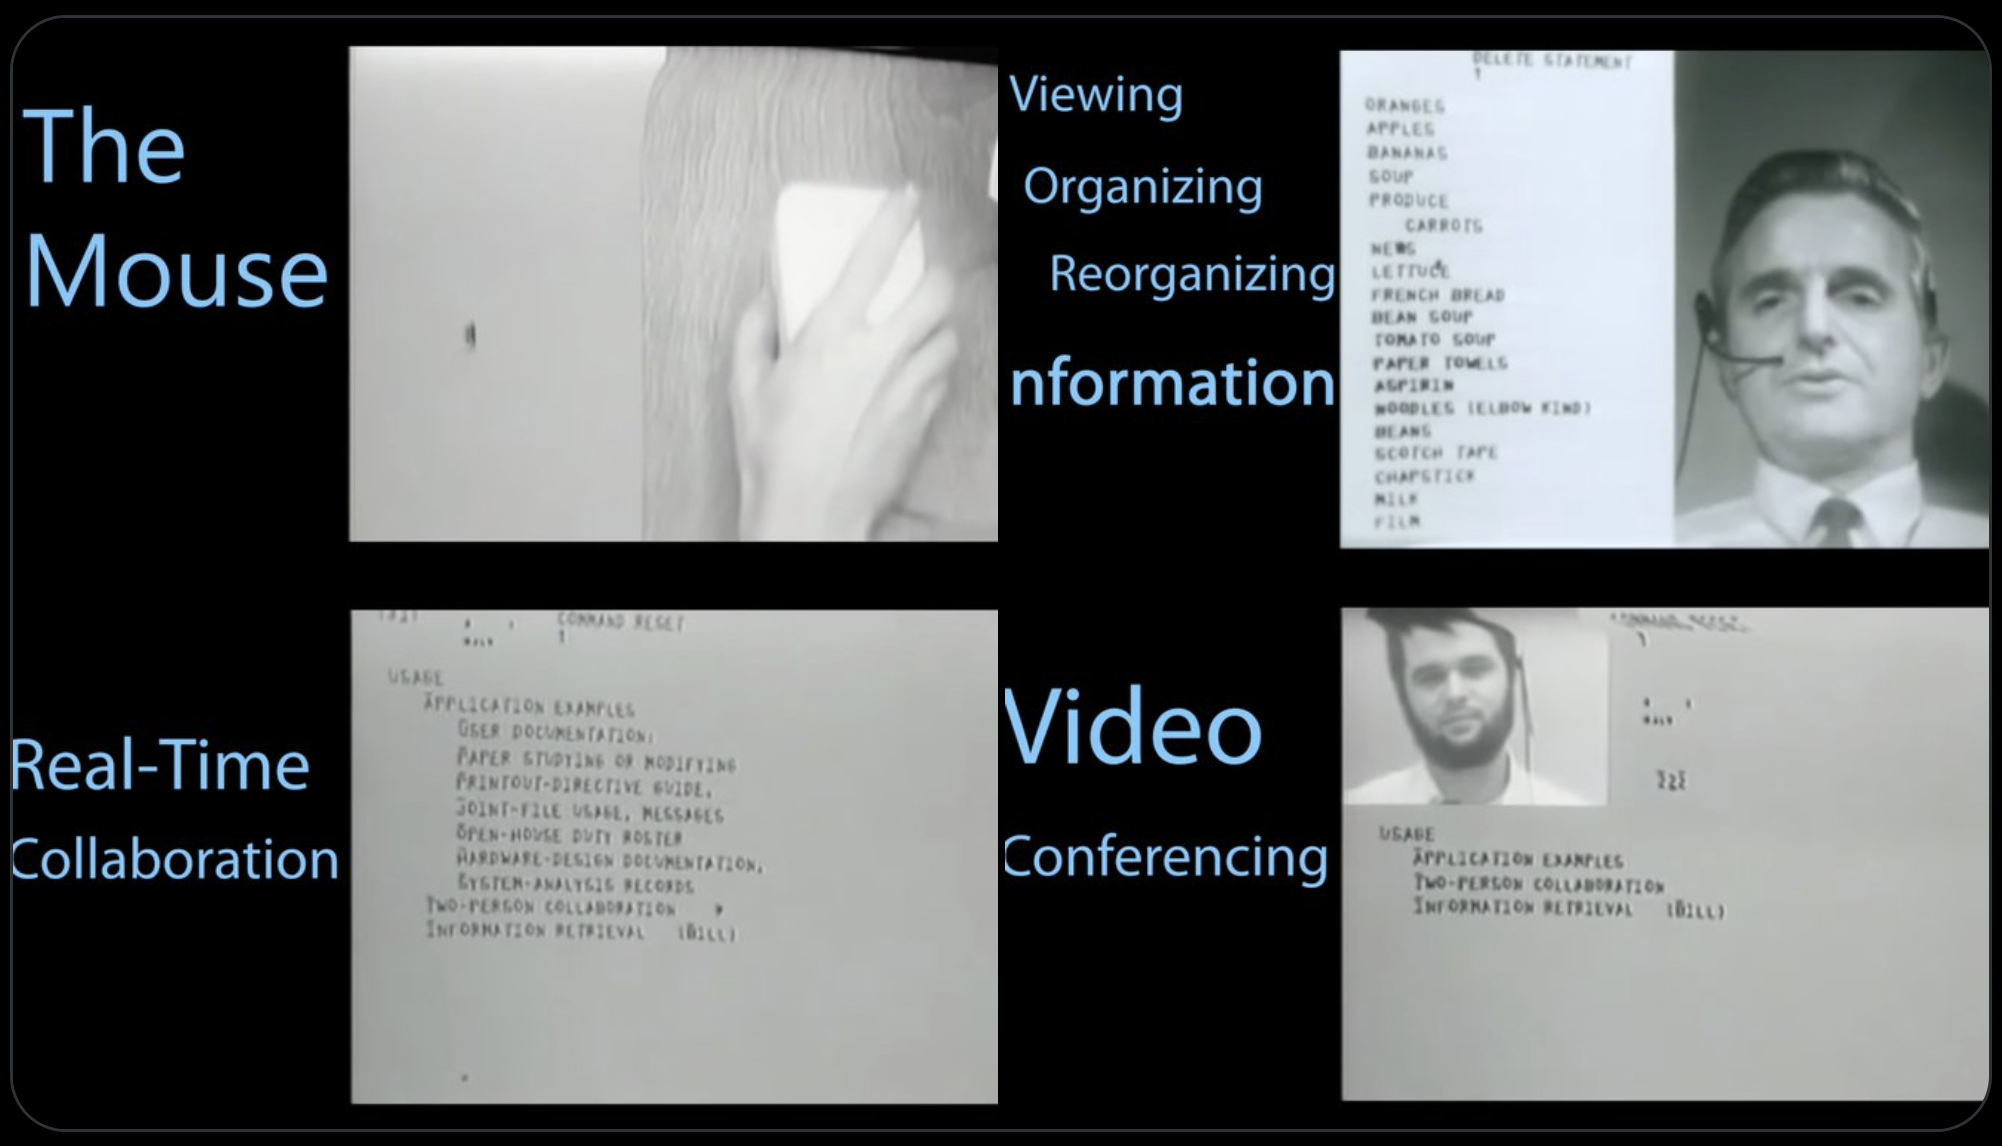 The
Mouse
Viewing
Organizing
Reorganizing
nformation
DELETE STATEMENT
1
ORANGES
APPLES
BANANAS
SOUP
PRODUCE
CARROTS
NEWS
LETTUCE
FRENCH BREAD
BEAN SOUP
TOMATO SOUP
PAPER TOWELS
ASPIRIN
NOODLES (ELBOW KIND)
BEANS
SCOTCH TAPE
CHAPSTICK
MILK
FILM
Real-Time
Collaboration
COMMAND RESET
1
USAGE
APPLICATION EXAMPLES
USER DOCUMENTATION:
PAPER STUDYING OR MODIFYING
PRINTOUT-DIRECTIVE GUIDE,
JOINT-FILE USAGE, MESSAGES
OPEN-HOUSE DUTY ROSTER
HARDWARE-DESIGN DOCUMENTATION,
SYSTEM-ANALYSIS RECORDS
TWO-PERSON COLLABORATION
INFORMATION RETRIEVAL (BILL)
Video
Conferencing
USAGE
APPLICATION EXAMPLES
TWO-PERSON COLLABORATION
INFORMATION RETRIEVAL (BILL)